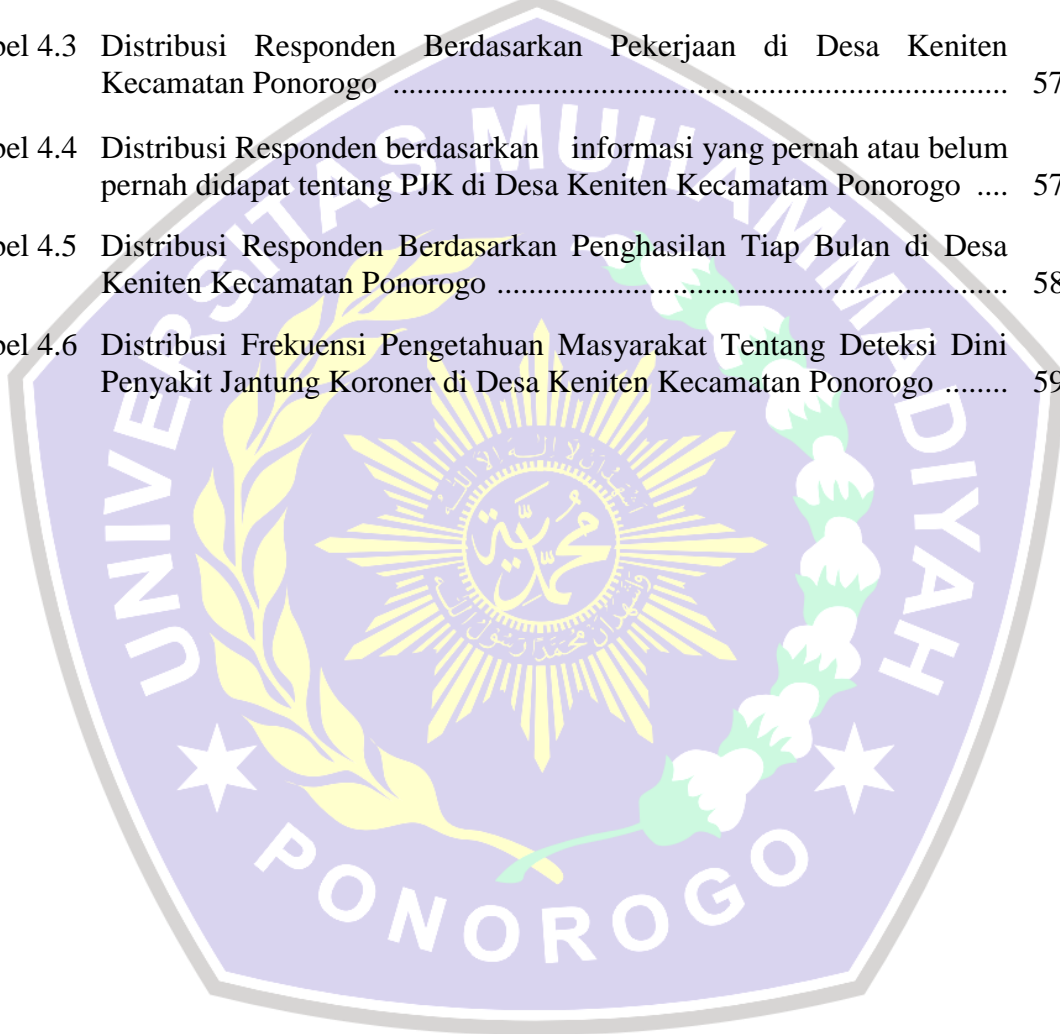 bel 4.3 Distribusi Responden Berdasarkan Pekerjaan di Desa Keniten
Kecamatan Ponorogo .......................................................................... 57
bel 4.4 Distribusi Responden berdasarkan informasi yang pernah atau belum
pernah didapat tentang PJK di Desa Keniten Kecamatam Ponorogo .... 57
bel 4.5 Distribusi Responden Berdasarkan Penghasilan Tiap Bulan di Desa
Keniten Kecamatan Ponorogo .............................................................. 58
bel 4.6 Distribusi Frekuensi Pengetahuan Masyarakat Tentang Deteksi Dini
Penyakit Jantung Koroner di Desa Keniten Kecamatan Ponorogo ........ 59
UNIVERSITAS MUHAMMADIYAH
PONOROGO
محمدية